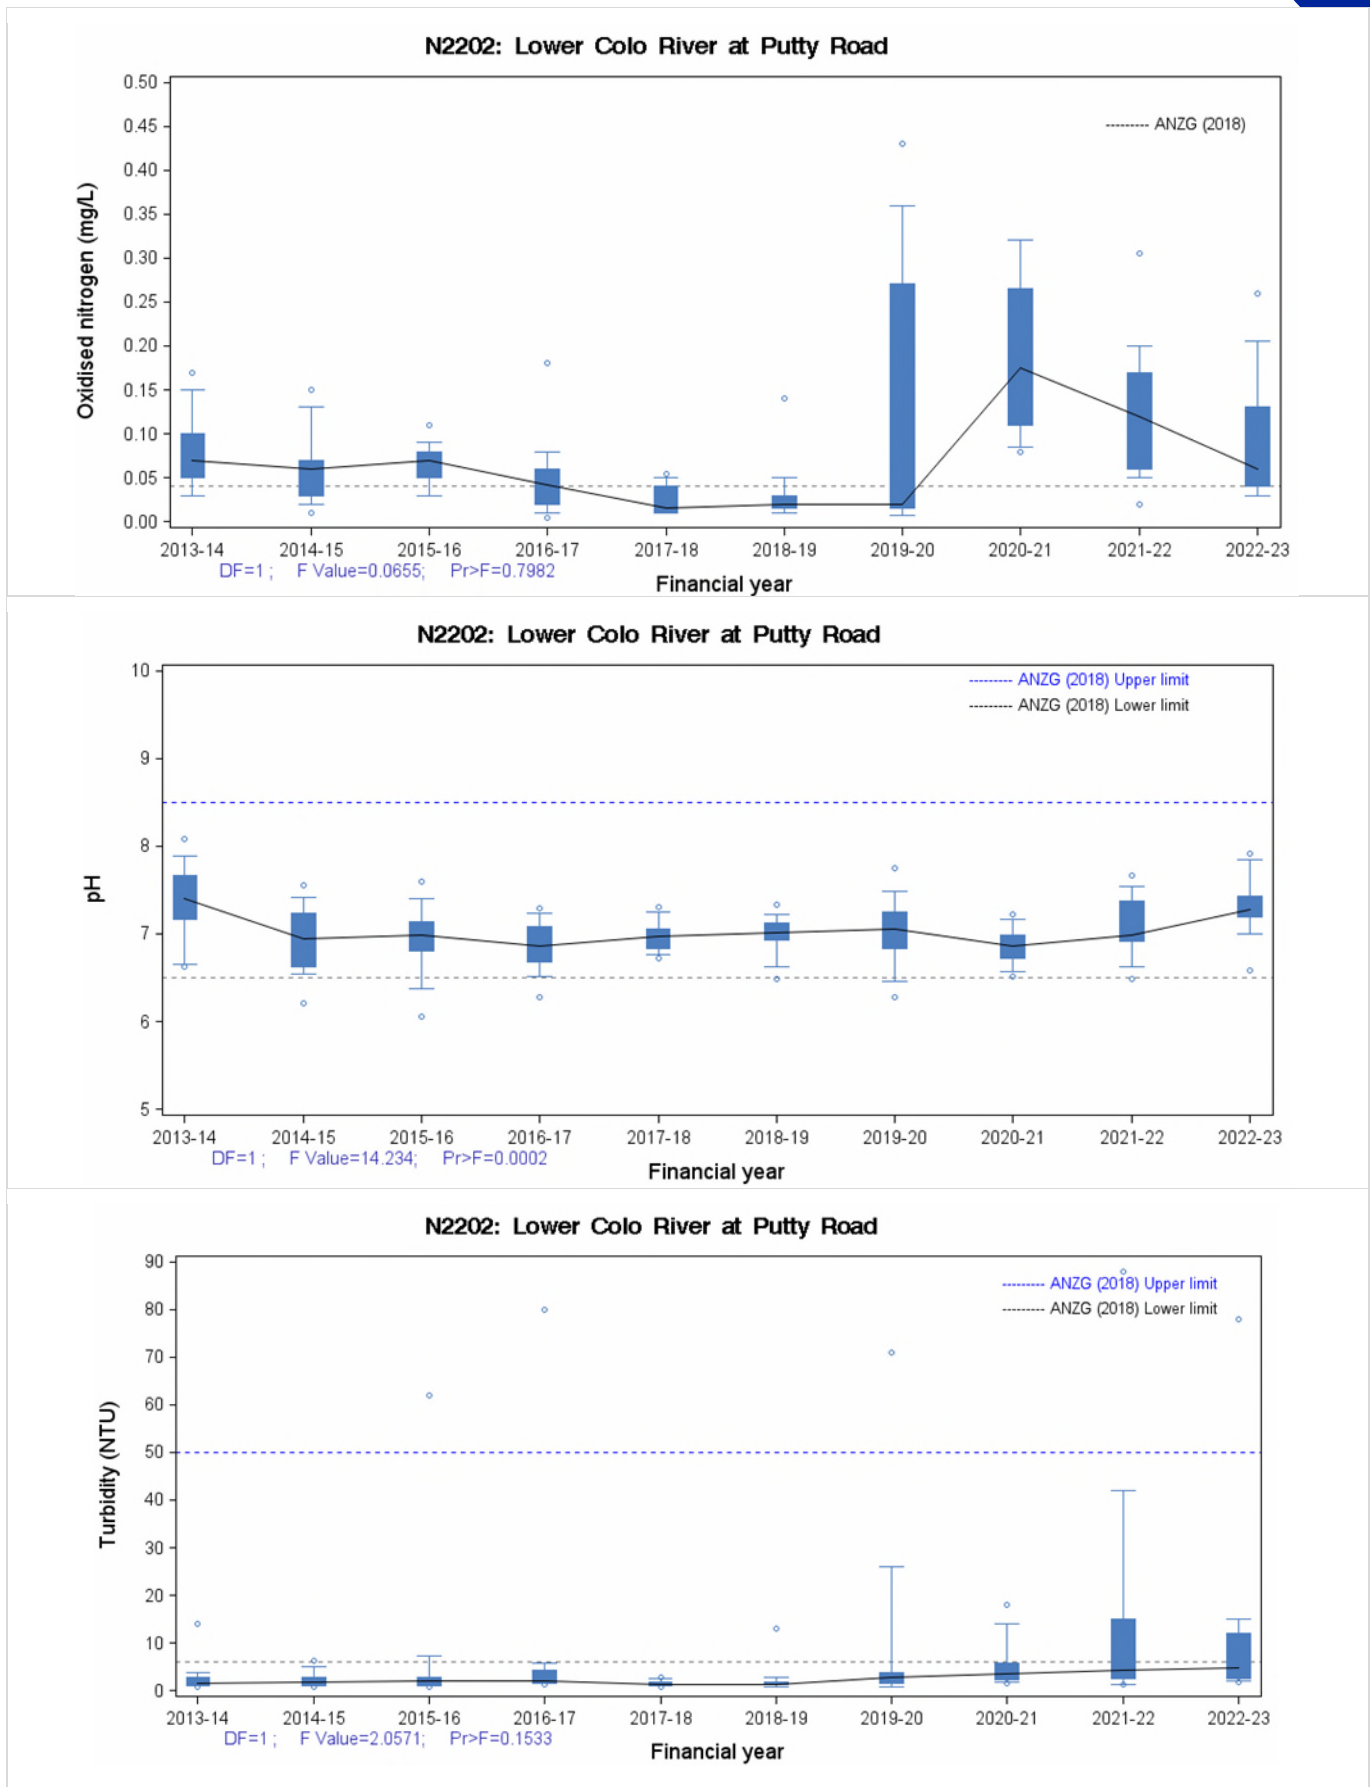 N2202: Lower Colo River at Putty Road
0.50
0.45
0.40
0.35
0.30
0.25
0.20
0.15
0.10
0.05
0.00
Oxidised nitrogen (mg/L)
ANZG (2018)
2013-14 2014-15 2015-16 2016-17 2017-18 2018-19 2019-20 2020-21 2021-22 2022-23
DF=1 ; F Value=0.0655; Pr>F=0.7982
Financial year
N2202: Lower Colo River at Putty Road
10
9
8
7
6
5
pH
ANZG (2018) Upper limit
ANZG (2018) Lower limit
2013-14 2014-15 2015-16 2016-17 2017-18 2018-19 2019-20 2020-21 2021-22 2022-23
DF=1 ; F Value=14.234; Pr>F=0.0002
Financial year
N2202: Lower Colo River at Putty Road
90
80
70
60
50
40
30
20
10
0
Turbidity (NTU)
ANZG (2018) Upper limit
ANZG (2018) Lower limit
2013-14 2014-15 2015-16 2016-17 2017-18 2018-19 2019-20 2020-21 2021-22 2022-23
DF=1 ; F Value=2.0571; Pr>F=0.1533
Financial year